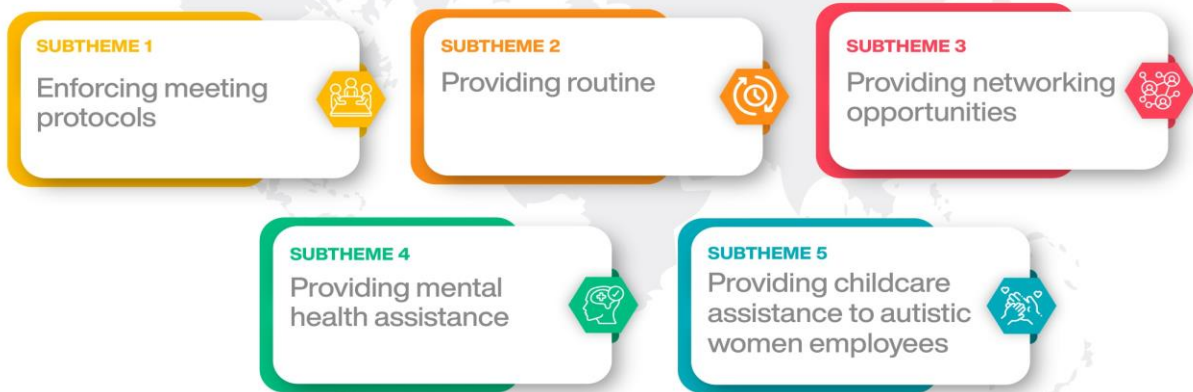 SUBTHEME 1
Enforcing meeting
protocols
SUBTHEME 2
Providing routine
SUBTHEME 3
Providing networking
opportunities
SUBTHEME 4
Providing mental
health assistance
SUBTHEME 5
Providing childcare
assistance to autistic
women employees